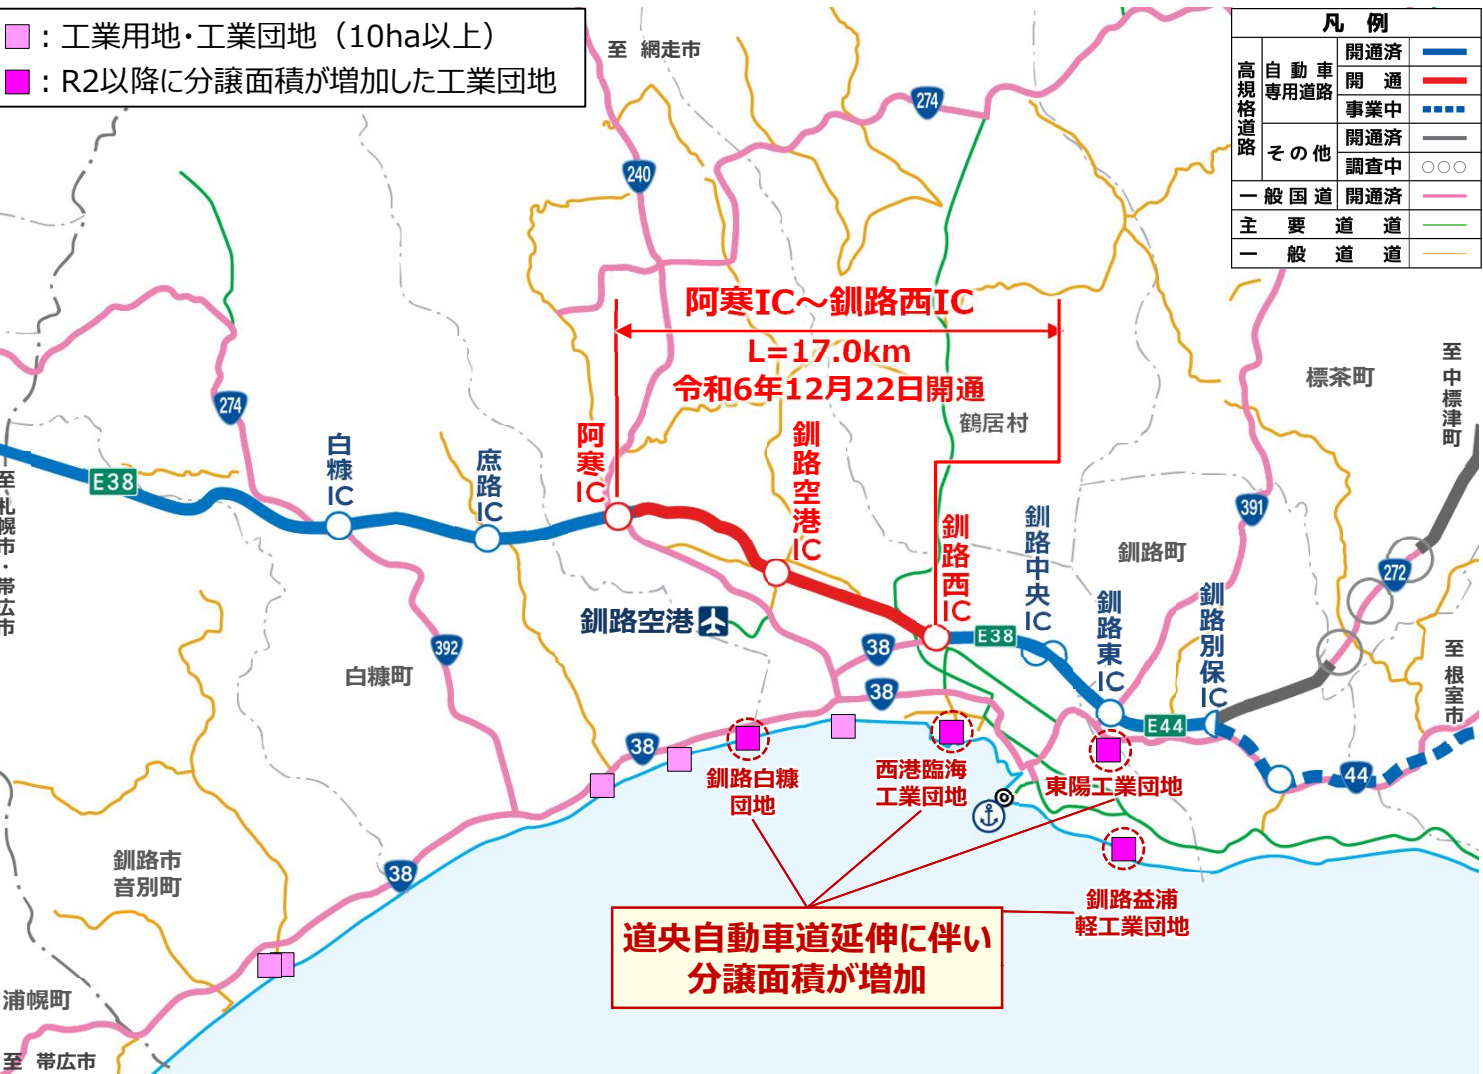 ：工業用地・工業団地（10ha以上）
：R2以降に分譲面積が増加した工業団地
凡 例
高規格道路
自動車専用道路
開通済
開 通
事業中
その他
開通済
調査中
○○○
一般国道
開通済
主要道道
一般道道
至 網走市
274
240
阿寒IC～釧路西IC
L=17.0km
令和6年12月22日開通
鶴居村
標茶町
至 中標津町
274
白糠IC
庶路IC
阿寒IC
釧路空港IC
釧路西IC
釧路中央IC
釧路東IC
釧路別保IC
釧路町
391
272
E38
至 札幌市・帯広市
釧路空港
38
E38
E44
白糠町
392
38
38
至 根室市
44
釧路白糠
団地
西港臨海
工業団地
東陽工業団地
釧路市
音別町
38
釧路益浦
軽工業団地
道央自動車道延伸に伴い
分譲面積が増加
浦幌町
至 帯広市